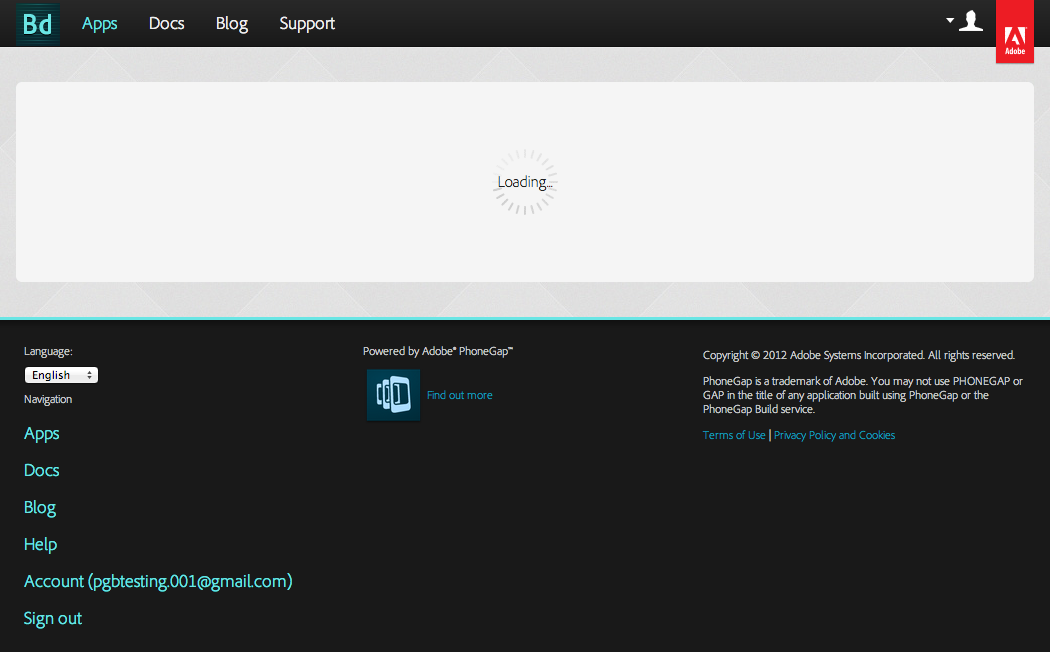 Bd
Apps
Docs
Blog
Support
Adobe
Loading...
Language:
English
Navigation
Apps
Docs
Blog
Help
Account (pgbtesting.001@gmail.com)
Sign out
Powered by Adobe® PhoneGap™
Find out more
Copyright © 2012 Adobe Systems Incorporated. All rights reserved.
PhoneGap is a trademark of Adobe. You may not use PHONEGAP or
GAP in the title of any application built using PhoneGap or the
PhoneGap Build service.
Terms of Use | Privacy Policy and Cookies